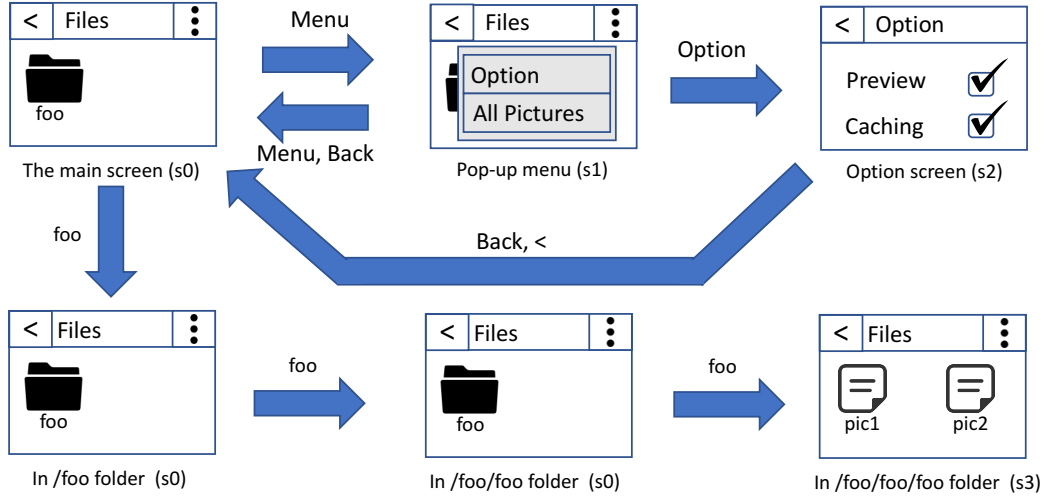 < Files
foo
The main screen (s0)
Menu
Menu, Back
< Files
Option
All Pictures
Pop-up menu (s1)
Option
< Option
Preview
Caching
Option screen (s2)
Back, <
foo
< Files
foo
In /foo folder (s0)
foo
< Files
foo
In /foo/foo folder (s0)
foo
< Files
pic1 pic2
In /foo/foo/foo folder (s3)